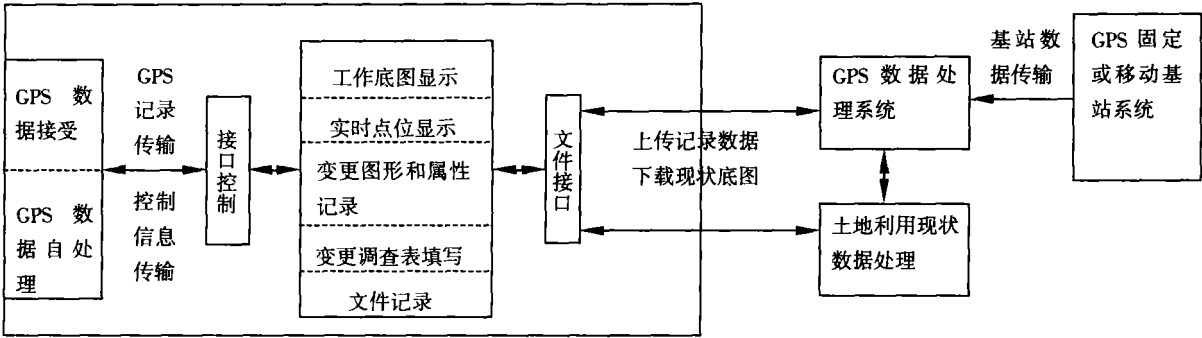 GPS 数
据接受
GPS 数
据自处
理
GPS
记录
传输
控制
信息
传输
接口控制
工作底图显示
实时点位显示
变更图形和属性
记录
变更调查表填写
文件记录
文件接口
上传记录数据
下载现状底图
GPS 数据处
理系统
土地利用现状
数据处理
基站数
据传输
GPS 固定
或移动基
站系统